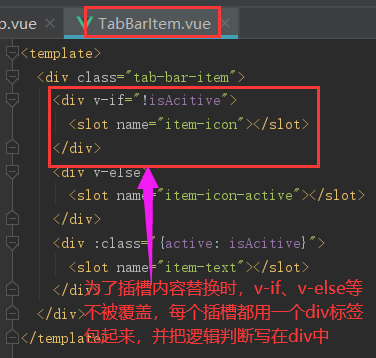 p.vue × TabBarItem.vue ×
<template>
<div class="tab-bar-item">
<div v-if="!isAcitive">
<slot name="item-icon"></slot>
</div>
<div v-else
<slot name="item-icon-active"></slot>
</div>
<div :class="{active: isAcitive}">
<slot name="item-text"></slot>
为了插槽内容替换时，v-if、v-else等
</div>
不被覆盖，每个插槽都用一个div标签
</div>
包起来，并把逻辑判断写在div中
</template>